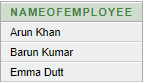 NAMEOFEMPLOYEE
Arun Khan
Barun Kumar
Emma Dutt